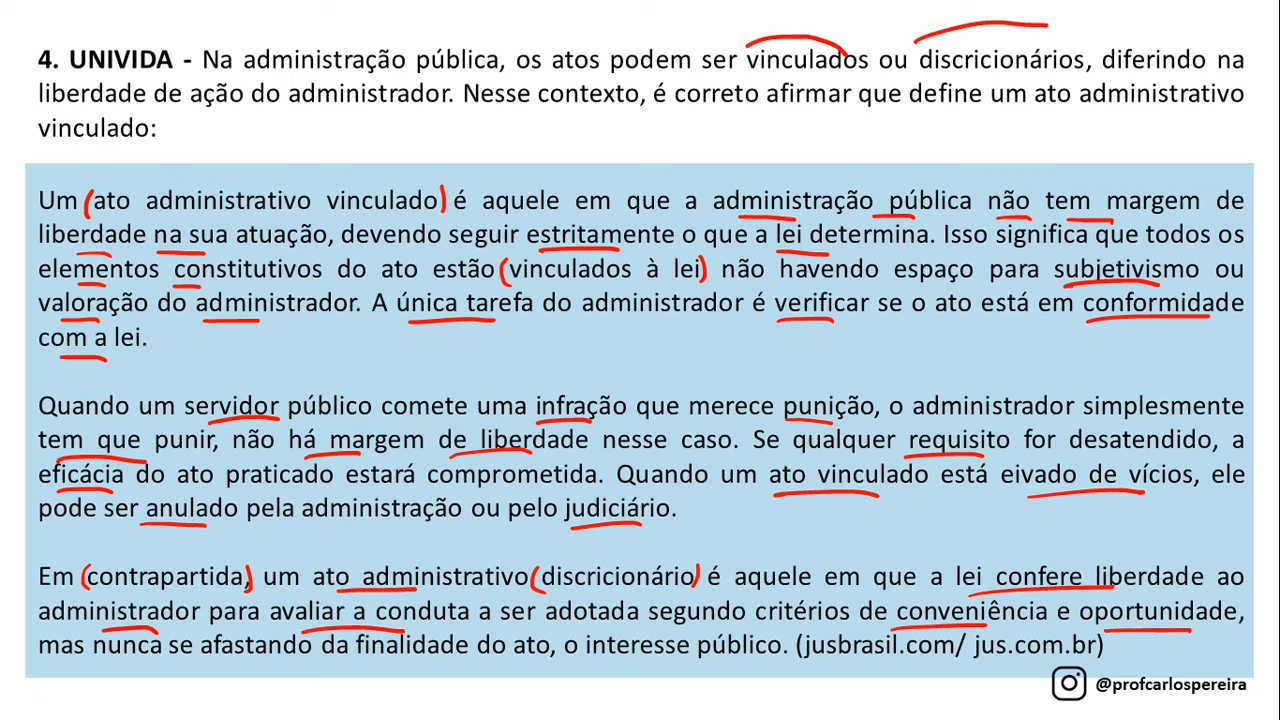 4. UNIVIDA - Na administração pública, os atos podem ser vinculados ou discricionários, diferindo na
liberdade de ação do administrador. Nesse contexto, é correto afirmar que define um ato administrativo
vinculado:
Um (ato administrativo vinculado) é aquele em que a administração pública não tem margem de
liberdade na sua atuação, devendo seguir estritamente o que a lei determina. Isso significa que todos os
elementos constitutivos do ato estão (vinculados à lei) não havendo espaço para subjetivismo ou
valoração do administrador. A única tarefa do administrador é verificar se o ato está em conformidade
com a lei.
Quando um servidor público comete uma infração que merece punição, o administrador simplesmente
tem que punir, não há margem de liberdade nesse caso. Se qualquer requisito for desatendido, a
eficácia do ato praticado estará comprometida. Quando um ato vinculado está eivado de vícios, ele
pode ser anulado pela administração ou pelo judiciário.
Em (contrapartida,) um ato administrativo (discricionário) é aquele em que a lei confere liberdade ao
administrador para avaliar a conduta a ser adotada segundo critérios de conveniência e oportunidade,
mas nunca se afastando da finalidade do ato, o interesse público. (jusbrasil.com/ jus.com.br)
@profcarlospereira